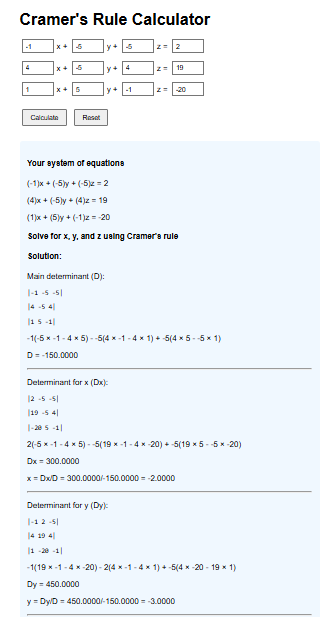 Cramer's Rule Calculator
-1 x + -5 y + -5 z = 2
4 x + -5 y + 4 z = 19
1 x + 5 y + -1 z = -20
Calculate Reset
Your system of equations
(-1)x + (-5)y + (-5)z = 2
(4)x + (-5)y + (4)z = 19
(1)x + (5)y + (-1)z = -20
Solve for x, y, and z using Cramer's rule
Solution:
Main determinant (D):
|-1 -5 -5|
|4 -5 4|
|1 5 -1|
-1(-5 × -1 - 4 × 5) - -5(4 × -1 - 4 × 1) + -5(4 × 5 - -5 × 1)
D = -150.0000
Determinant for x (Dx):
|2 -5 -5|
|19 -5 4|
|-20 5 -1|
2(-5 × -1 - 4 × 5) - -5(19 × -1 - 4 × -20) + -5(19 × 5 - -5 × -20)
Dx = 300.0000
x = Dx/D = 300.0000/-150.0000 = -2.0000
Determinant for y (Dy):
|-1 2 -5|
|4 19 4|
|1 -20 -1|
-1(19 × -1 - 4 × -20) - 2(4 × -1 - 4 × 1) + -5(4 × -20 - 19 × 1)
Dy = 450.0000
y = Dy/D = 450.0000/-150.0000 = -3.0000